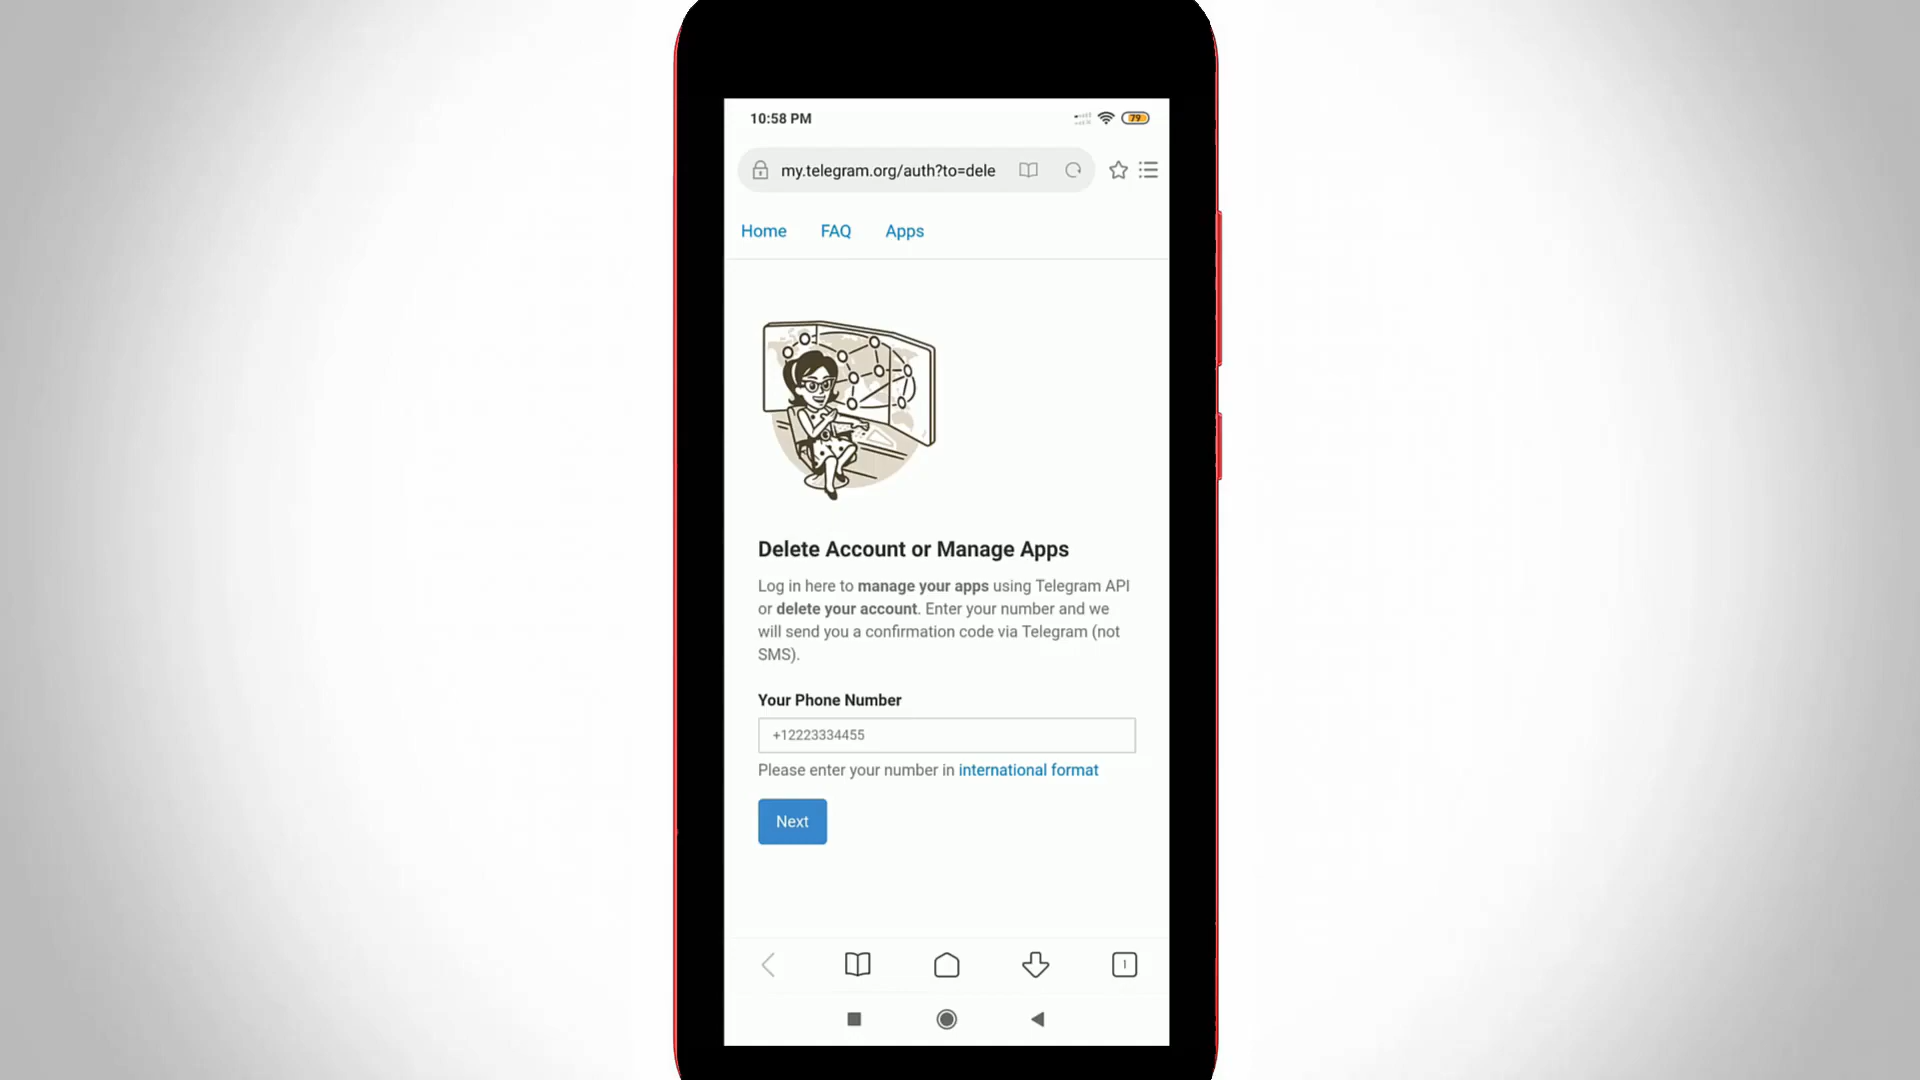 10:58 PM
79
my.telegram.org/auth?to=dele
Home FAQ Apps
Delete Account or Manage Apps
Log in here to manage your apps using Telegram API
or delete your account. Enter your number and we
will send you a confirmation code via Telegram (not
SMS).
Your Phone Number
+12223334455
Please enter your number in international format
Next
1